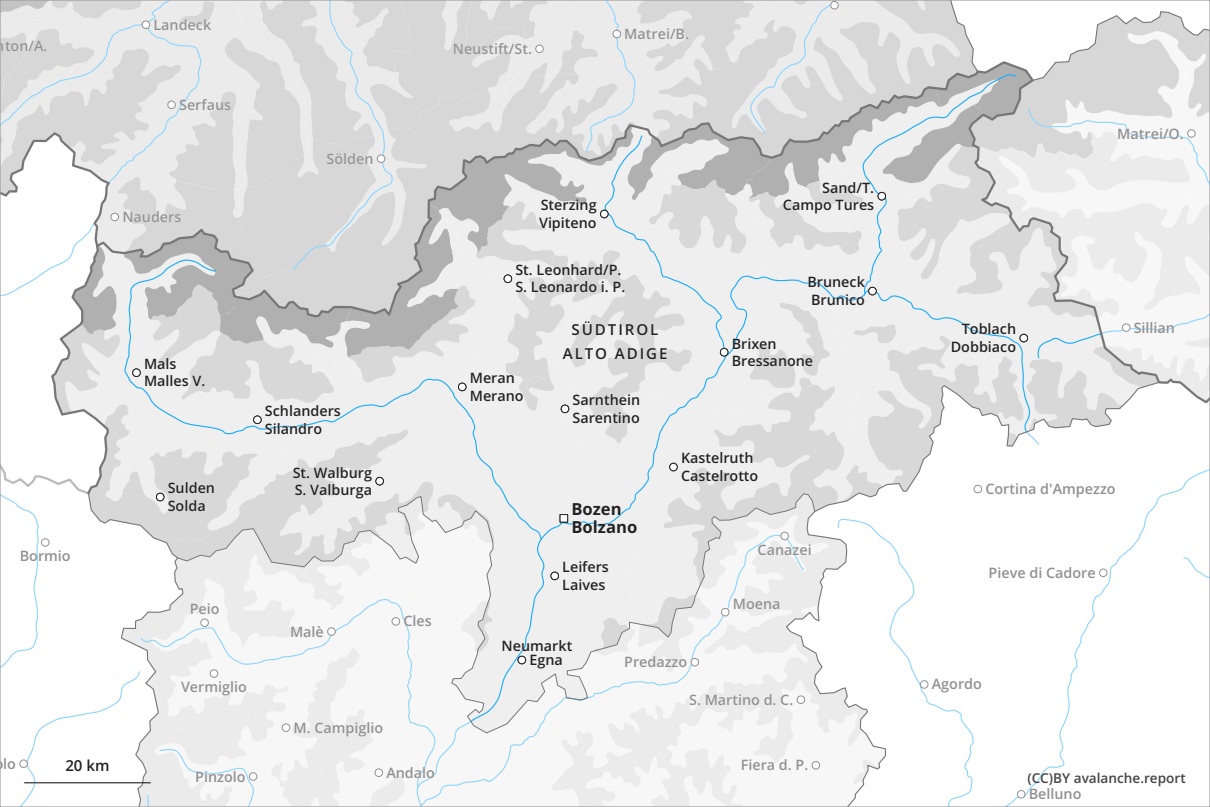 Landeck
Matrei/B.
nton/A.
Neustift/St.
Serfaus
Matrei/O.
Sölden
Sand/T.
Campo Tures
Sterzing
Vipiteno
Nauders
St. Leonhard/P.
S. Leonardo i. P.
Bruneck
Brunico
SÜDTIROL
ALTO ADIGE
Toblach
Dobbiaco
Sillian
Brixen
Bressanone
Mals
Malles V.
Meran
Merano
Sarnthein
Sarentino
Schlanders
Silandro
Kastelruth
Castelrotto
St. Walburg
S. Valburga
Sulden
Solda
Cortina d'Ampezzo
Bozen
Bolzano
Bormio
Canazei
Leifers
Laives
Pieve di Cadore
Peio
Moena
Malè
Cles
Neumarkt
Egna
Predazzo
Vermiglio
Agordo
S. Martino d. C.
M. Campiglio
olo
20 km
Pinzolo
Andalo
Fiera d. P.
(CC)BY avalanche.report
Belluno